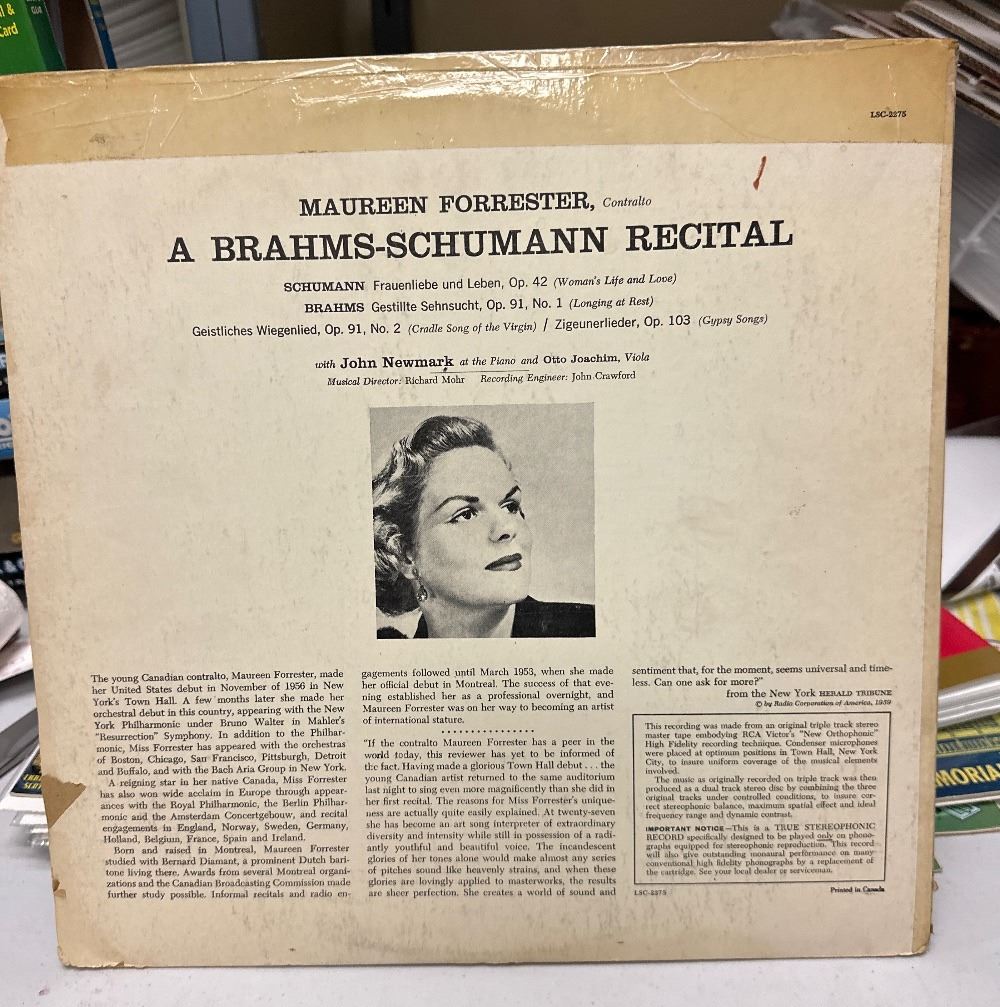 Card
LSC-2275
MAUREEN FORRESTER, Contralto
A BRAHMS-SCHUMANN RECITAL
SCHUMANN Frauenliebe und Leben, Op. 42 (Woman's Life and Love)
BRAHMS Gestillte Sehnsucht, Op. 91, No. 1 (Longing at Rest)
Geistliches Wiegenlied, Op. 91, No. 2 (Cradle Song of the Virgin) / Zigeunerlieder, Op. 103 (Gypsy Songs)
with John Newmark at the Piano and Otto Joachim, Viola
Musical Director: Richard Mohr Recording Engineer: John Crawford
The young Canadian contralto, Maureen Forrester, made
her United States debut in November of 1956 in New
York's Town Hall. A few months later she made her
orchestral debut in this country, appearing with the New
York Philharmonic under Bruno Walter in Mahler's
"Resurrection" Symphony. In addition to the Philhar-
monic, Miss Forrester has appeared with the orchestras
of Boston, Chicago, San Francisco, Pittsburgh, Detroit
and Buffalo, and with the Bach Aria Group in New York.
A reigning star in her native Canada, Miss Forrester
has also won wide acclaim in Europe through appear-
ances with the Royal Philharmonic, the Berlin Philhar-
monic and the Amsterdam Concertgebouw, and recital
engagements in England, Norway, Sweden, Germany,
Holland, Belgium, France, Spain and Ireland.
Born and raised in Montreal, Maureen Forrester
studied with Bernard Diamant, a prominent Dutch bari-
tone living there. Awards from several Montreal organi-
zations and the Canadian Broadcasting Commission made
further study possible. Informal recitals and radio en-
gagements followed until March 1953, when she made
her official debut in Montreal. The success of that eve-
ning established her as a professional overnight, and
Maureen Forrester was on her way to becoming an artist
of international stature.
"If the contralto Maureen Forrester has a peer in the
world today, this reviewer has yet to be informed of
the fact. Having made a glorious Town Hall debut . . . the
young Canadian artist returned to the same auditorium
last night to sing even more magnificently than she did in
her first recital. The reasons for Miss Forrester's unique-
ness are actually quite easily explained. At twenty-seven
she has become an art song interpreter of extraordinary
diversity and intensity while still in possession of a radi-
antly youthful and beautiful voice. The incandescent
glories of her tones alone would make almost any series
of pitches sound like heavenly strains, and when these
glories are lovingly applied to masterworks, the results
are sheer perfection. She creates a world of sound and
sentiment that, for the moment, seems universal and time-
less. Can one ask for more?"
from the New York HERALD TRIBUNE
© by Radio Corporation of America, 1959
This recording was made from an original triple track stereo
master tape embodying RCA Victor's "New Orthophonic"
High Fidelity recording technique. Condenser microphones
were placed at optimum positions in Town Hall, New York
City, to insure uniform coverage of the musical elements
involved.
The music as originally recorded on triple track was then
produced as a dual track stereo disc by combining the three
original tracks under controlled conditions, to insure cor-
rect stereophonic balance, maximum spatial effect and ideal
frequency range and dynamic contrast.
IMPORTANT NOTICE—This is a TRUE STEREOPHONIC
RECORD specifically designed to be played only on phono-
graphs equipped for stereophonic reproduction. This record
will also give outstanding monaural performance on many
conventional high fidelity phonographs by a replacement of
the cartridge. See your local dealer or serviceman.
LSC-2275
Printed in Canada
MORIAL